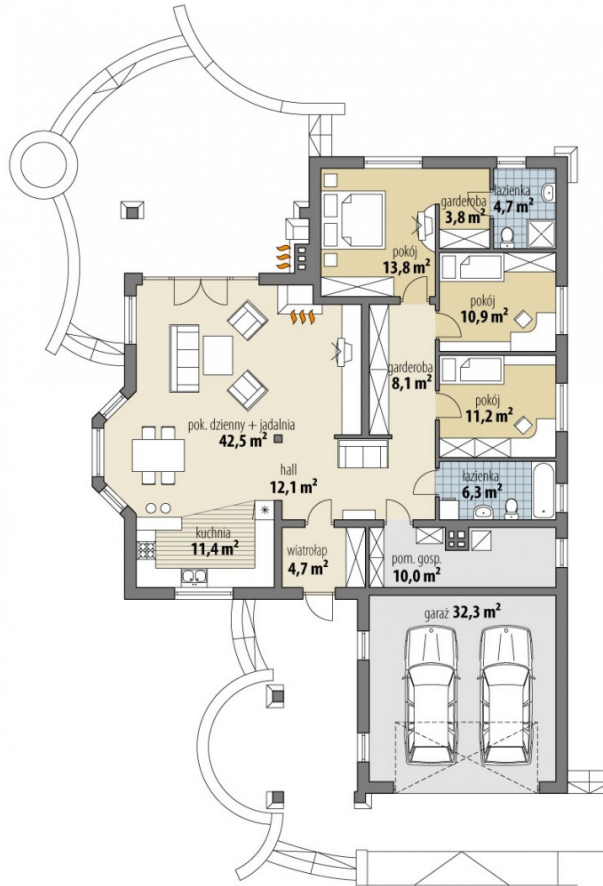 łazienka
4,7 m²
garderoba
3,8 m²
pokój
13,8 m²
pokój
10,9 m²
garderoba
8,1 m²
pokój
11,2 m²
pok. dzienny + jadalnia
42,5 m²
hall
12,1 m²
łazienka
6,3 m²
kuchnia
11,4 m²
wiatrołap
4,7 m²
pom. gosp.
10,0 m²
garaż 32,3 m²